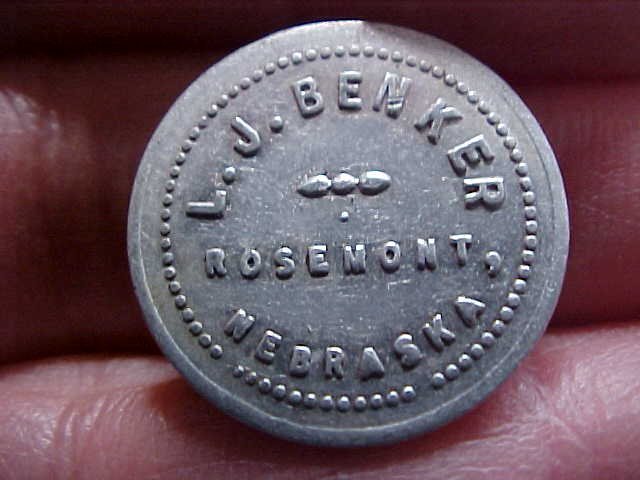 L. J. BENKER
ROSEMONT,
NEBRASKA